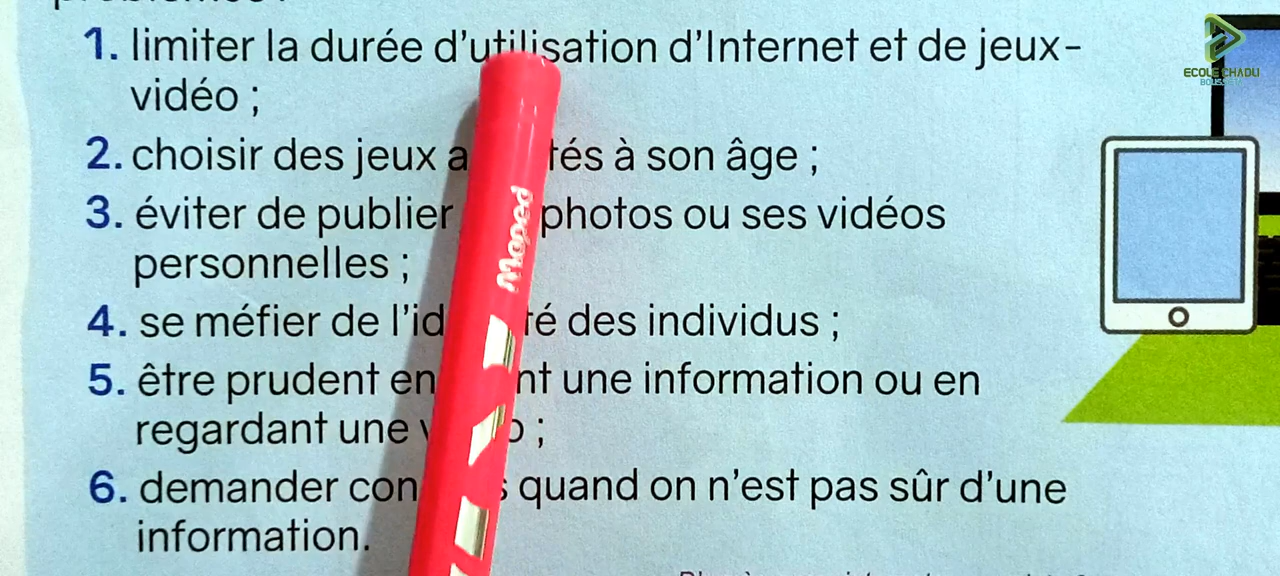 1. limiter la durée d'utilisation d'Internet et de jeux-
vidéo ;
2. choisir des jeux a tés à son âge ;
3. éviter de publier photos ou ses vidéos
personnelles ;
4. se méfier de l'id té des individus ;
5. être prudent en nt une information ou en
regardant une v o ;
6. demander con s quand on n'est pas sûr d'une
information.
Maped
ECOLE CHADLI